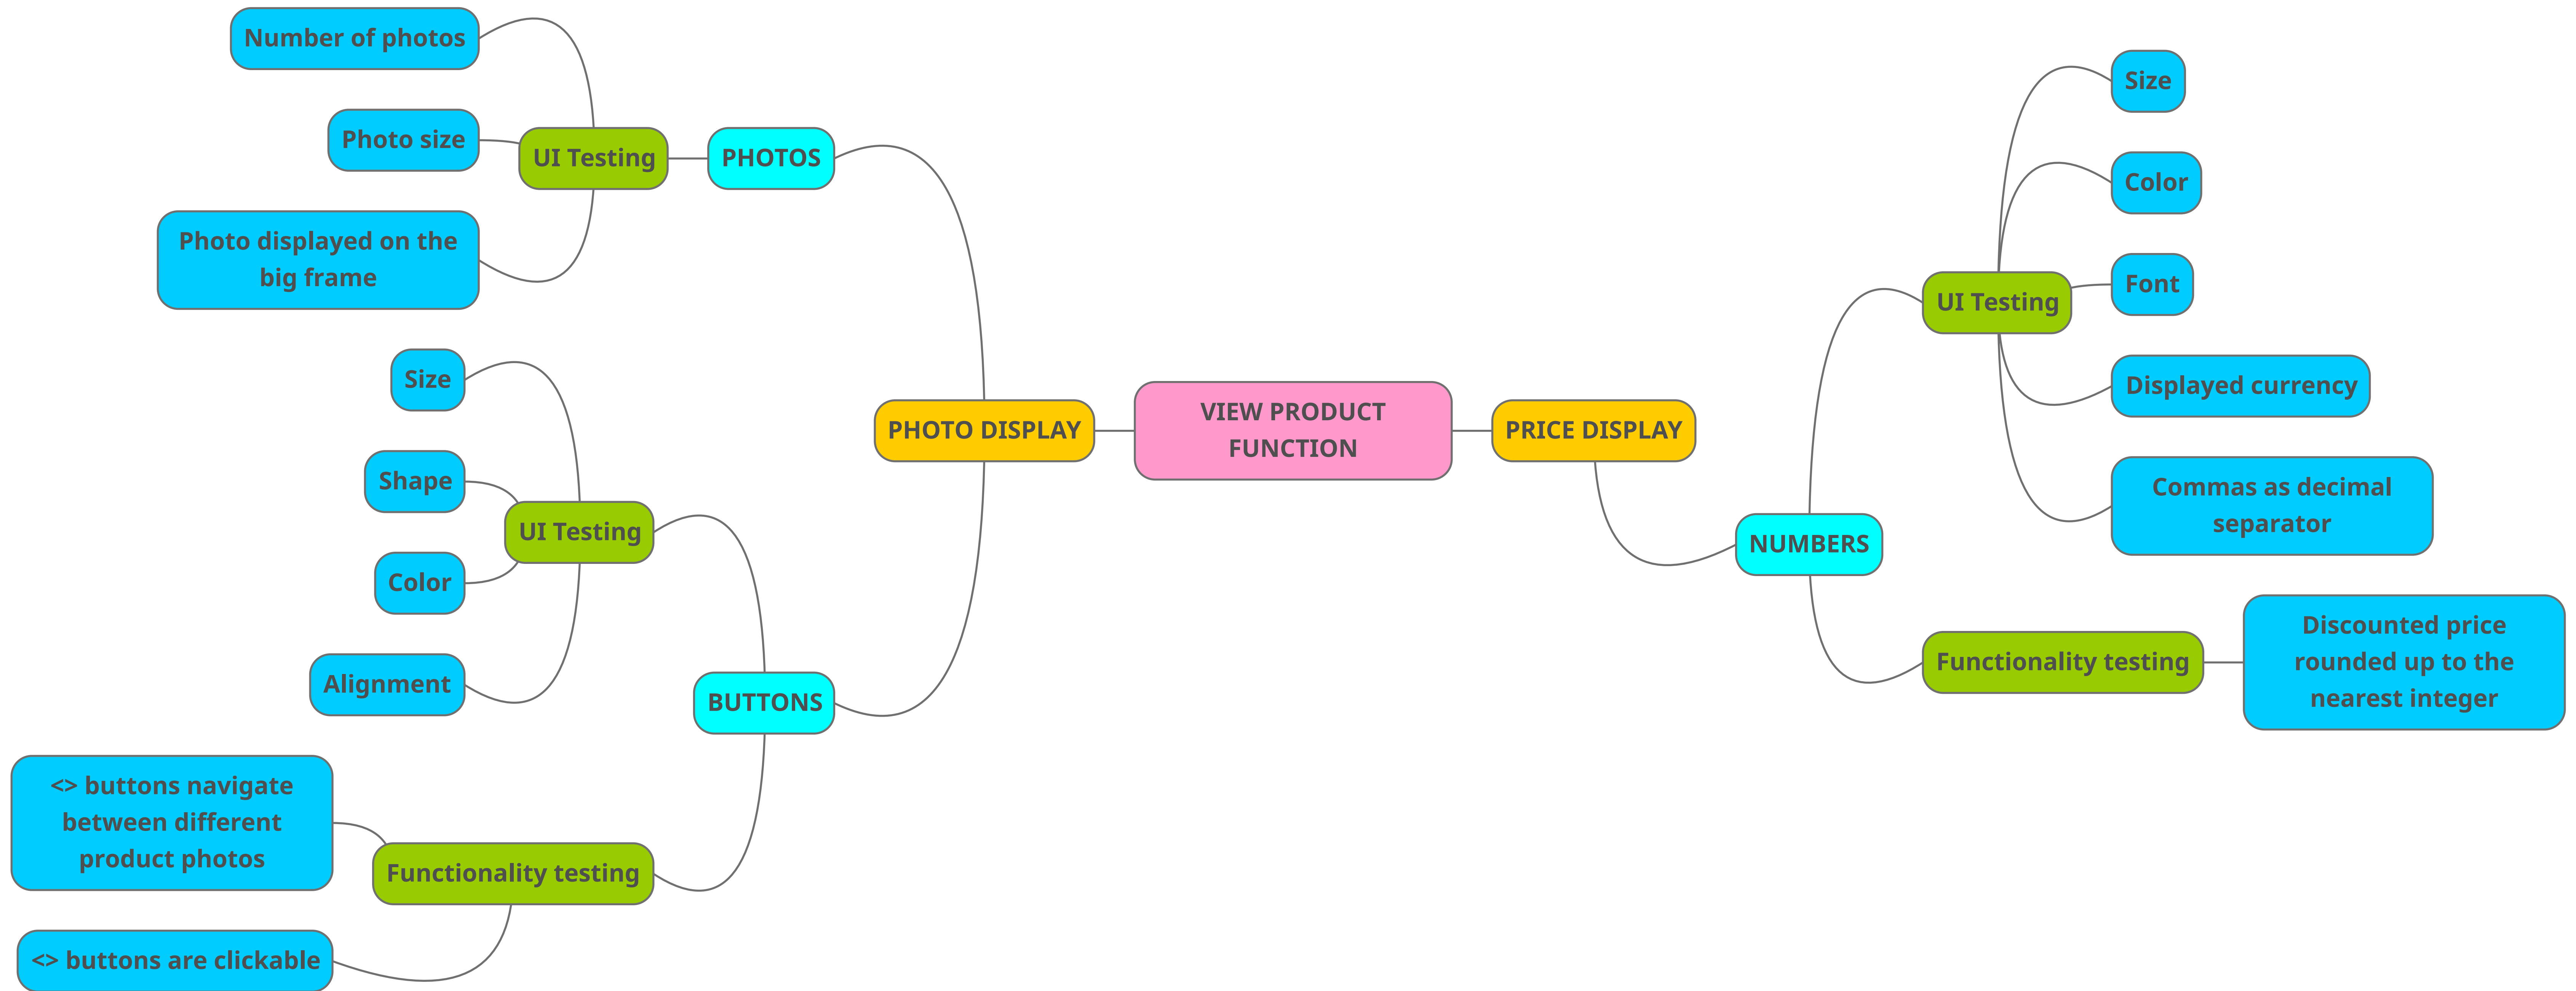 VIEW PRODUCT
FUNCTION
PHOTO DISPLAY
PHOTOS
UI Testing
Number of photos
Photo size
Photo displayed on the
big frame
BUTTONS
UI Testing
Size
Shape
Color
Alignment
Functionality testing
<> buttons navigate
between different
product photos
<> buttons are clickable
PRICE DISPLAY
NUMBERS
UI Testing
Size
Color
Font
Displayed currency
Commas as decimal
separator
Functionality testing
Discounted price
rounded up to the
nearest integer